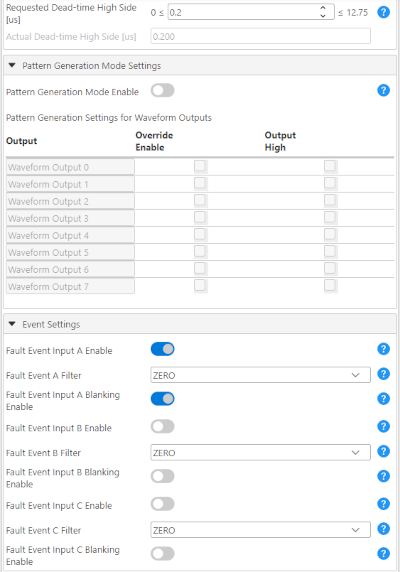 Requested Dead-time High Side
[us]
0 ≤ 0.2 ≤ 12.75 ?
Actual Dead-time High Side [us] 0.200
Pattern Generation Mode Settings
Pattern Generation Mode Enable ?
Pattern Generation Settings for Waveform Outputs
Output Override Enable Output High
Waveform Output 0
Waveform Output 1
Waveform Output 2
Waveform Output 3
Waveform Output 4
Waveform Output 5
Waveform Output 6
Waveform Output 7
Event Settings
Fault Event Input A Enable ?
Fault Event A Filter ZERO ?
Fault Event Input A Blanking
Enable ?
Fault Event Input B Enable ?
Fault Event B Filter ZERO ?
Fault Event Input B Blanking
Enable ?
Fault Event Input C Enable ?
Fault Event C Filter ZERO ?
Fault Event Input C Blanking
Enable ?